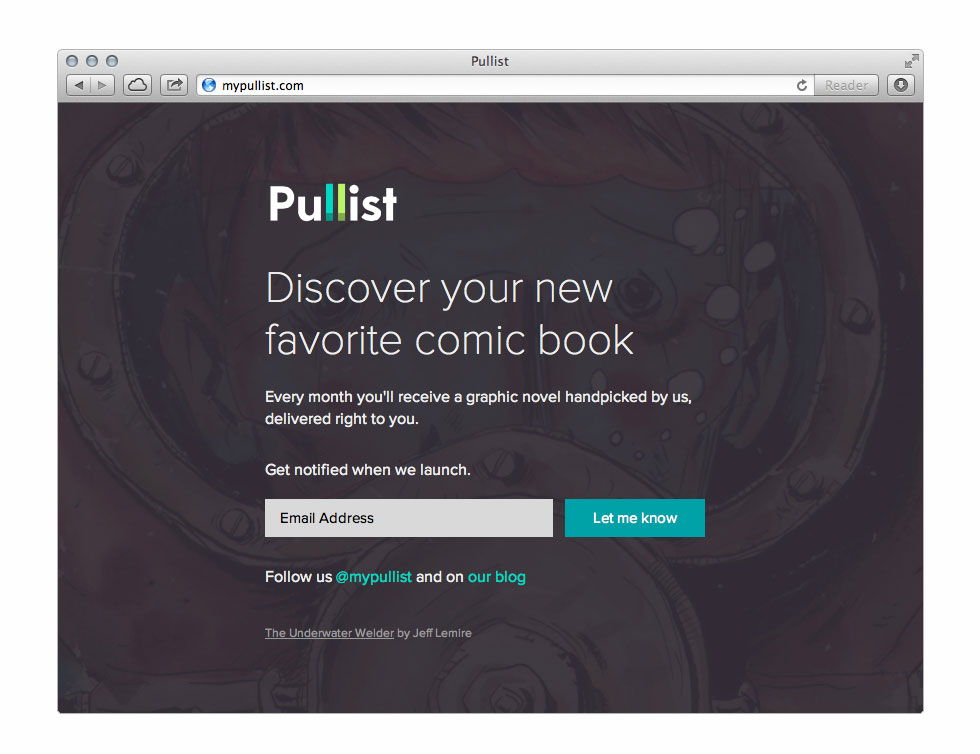 Pullist
mypullist.com
Reader
Pullist
Discover your new
favorite comic book
Every month you'll receive a graphic novel handpicked by us,
delivered right to you.
Get notified when we launch.
Email Address
Let me know
Follow us @mypullist and on our blog
The Underwater Welder by Jeff Lemire